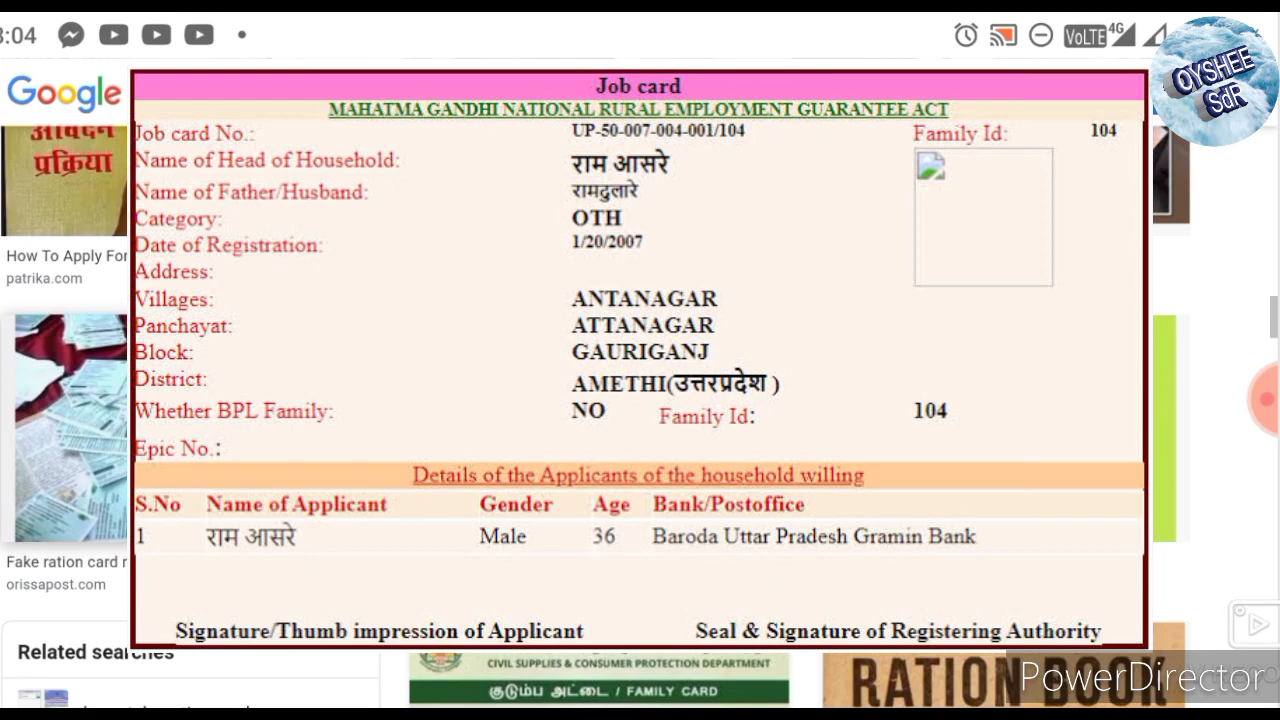 3:04
VoLTE 4G
OYSHEE
SdR
Google
आवेदन
प्रक्रिया
How To Apply For
patrika.com
Fake ration card r
orissapost.com
Related searches
Job card
MAHATMA GANDHI NATIONAL RURAL EMPLOYMENT GUARANTEE ACT
Job card No.: UP-50-007-004-001/104 Family Id: 104
Name of Head of Household: राम आसरे
Name of Father/Husband: रामदुलारे
Category: OTH
Date of Registration: 1/20/2007
Address:
Villages: ANTANAGAR
Panchayat: ATTANAGAR
Block: GAURIGANJ
District: AMETHI(उत्तरप्रदेश )
Whether BPL Family: NO Family Id: 104
Epic No.:
Details of the Applicants of the household willing
S.No Name of Applicant Gender Age Bank/Postoffice
1 राम आसरे Male 36 Baroda Uttar Pradesh Gramin Bank
Signature/Thumb impression of Applicant Seal & Signature of Registering Authority
CIVIL SUPPLIES & CONSUMER PROTECTION DEPARTMENT
குடும்ப அட்டை / FAMILY CARD
RATION BOOK
PowerDirector